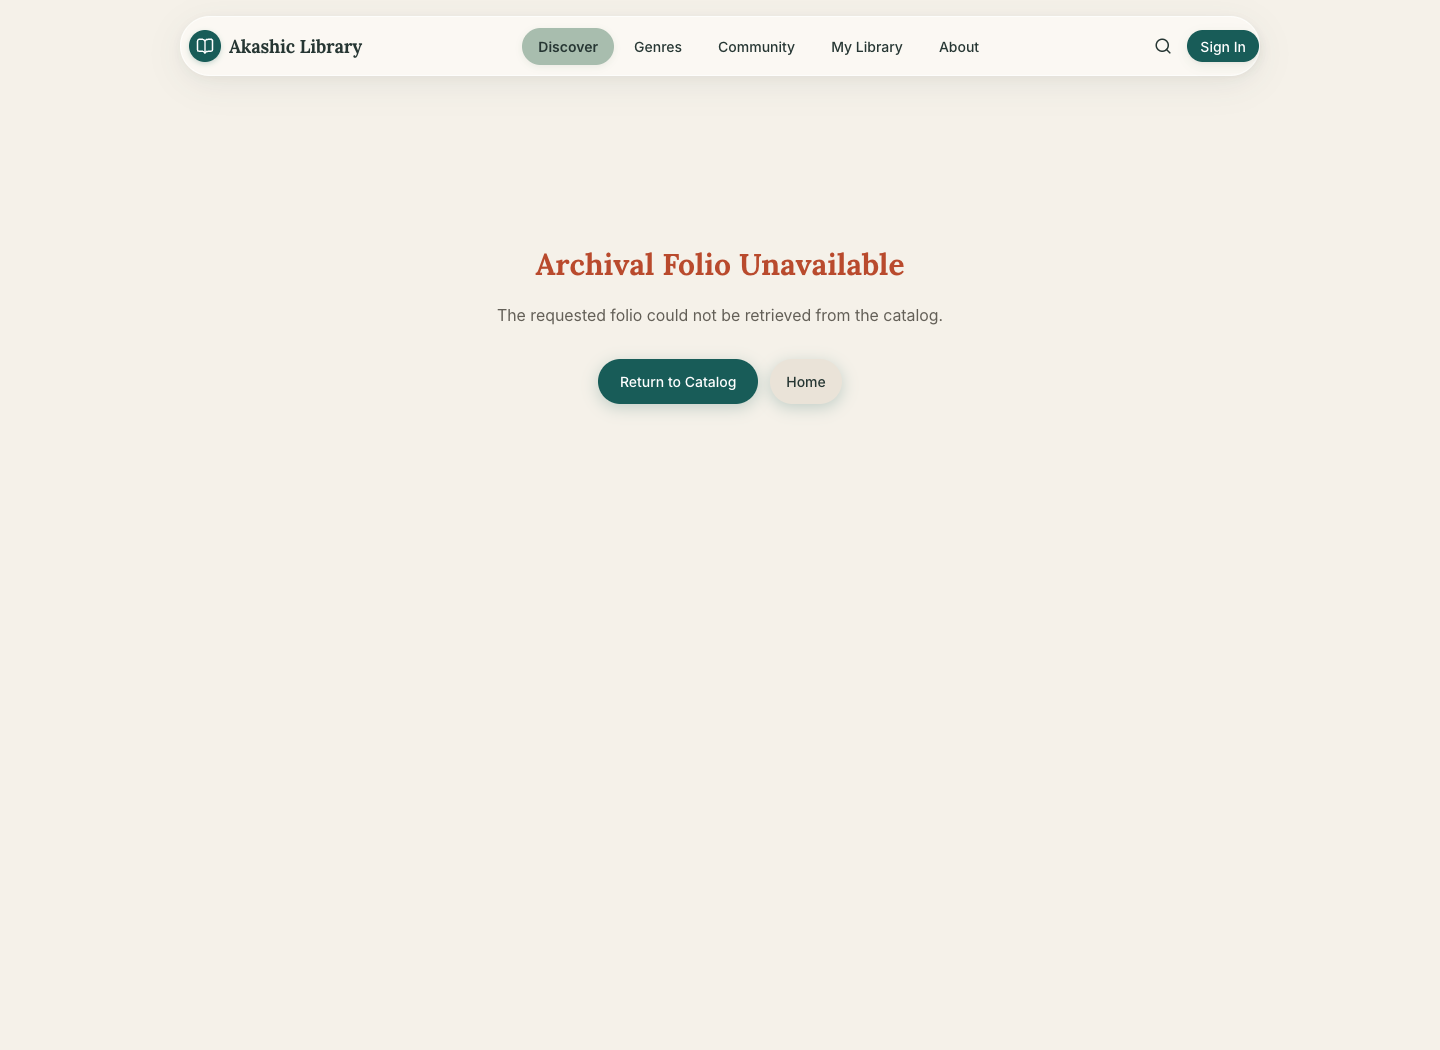 Akashic Library
Discover
Genres
Community
My Library
About
Sign In
Archival Folio Unavailable
The requested folio could not be retrieved from the catalog.
Return to Catalog
Home